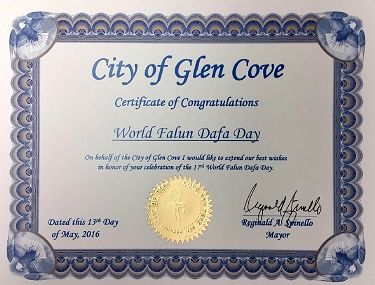 City of Glen Cove
Certificate of Congratulations
World Falun Dafa Day
On behalf of the City of Glen Cove I would like to extend our best wishes
in honor of your celebration of the 17th World Falun Dafa Day.
Dated this 13th Day
of May, 2016
Reginald A. Spinello
Mayor